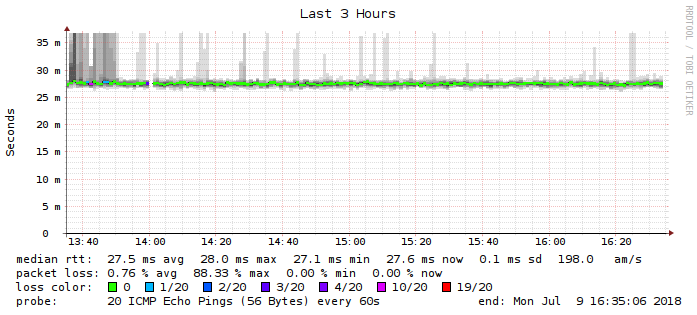 Last 3 Hours
RRDTOOL / TOBI OETIKER
Seconds
35 m
30 m
25 m
20 m
15 m
10 m
5 m
0
13:40 14:00 14:20 14:40 15:00 15:20 15:40 16:00 16:20
median rtt: 27.5 ms avg 28.0 ms max 27.1 ms min 27.6 ms now 0.1 ms sd 198.0 am/s
packet loss: 0.76 % avg 88.33 % max 0.00 % min 0.00 % now
loss color: 0 1/20 2/20 3/20 4/20 10/20 19/20
probe: 20 ICMP Echo Pings (56 Bytes) every 60s end: Mon Jul 9 16:35:06 2018